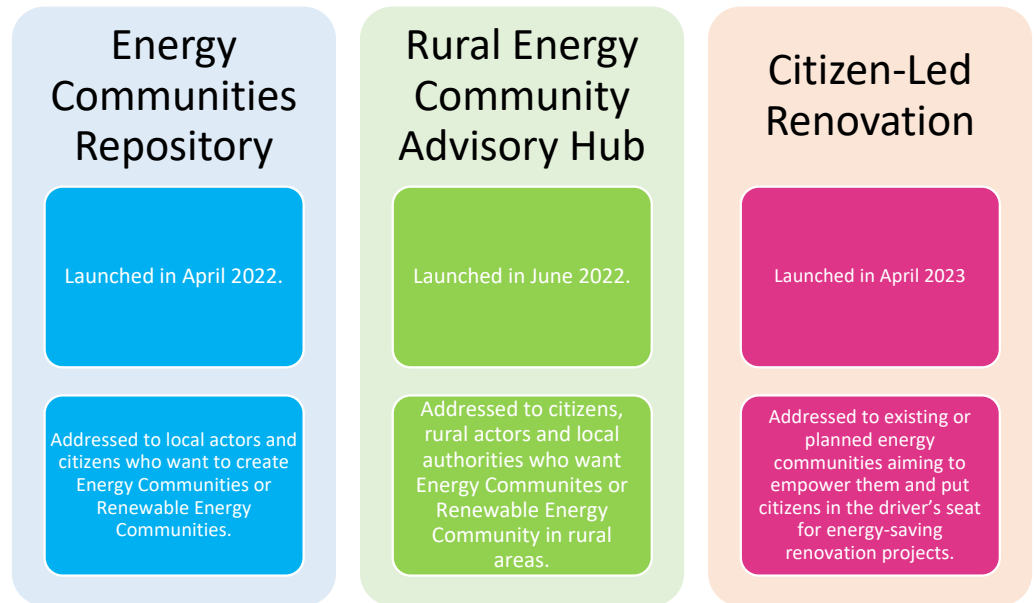 Energy
Communities
Repository
Launched in April 2022.
Addressed to local actors and
citizens who want to create
Energy Communities or
Renewable Energy
Communities.
Rural Energy
Community
Advisory Hub
Launched in June 2022.
Addressed to citizens,
rural actors and local
authorities who want
Energy Communites or
Renewable Energy
Community in rural
areas.
Citizen-Led
Renovation
Launched in April 2023
Addressed to existing or
planned energy
communities aiming to
empower them and put
citizens in the driver’s seat
for energy-saving
renovation projects.